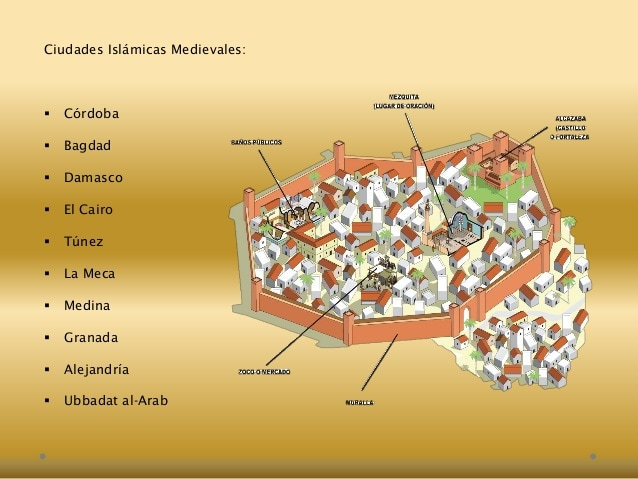 Ciudades Islámicas Medievales:
▪ Córdoba
▪ Bagdad
▪ Damasco
▪ El Cairo
▪ Túnez
▪ La Meca
▪ Medina
▪ Granada
▪ Alejandría
▪ Ubbadat al-Arab
MEZQUITA
(LUGAR DE ORACIÓN)
ALCAZABA
(CASTILLO
O FORTALEZA
BAÑOS PÚBLICOS
ZOCO O MERCADO
MURALLA